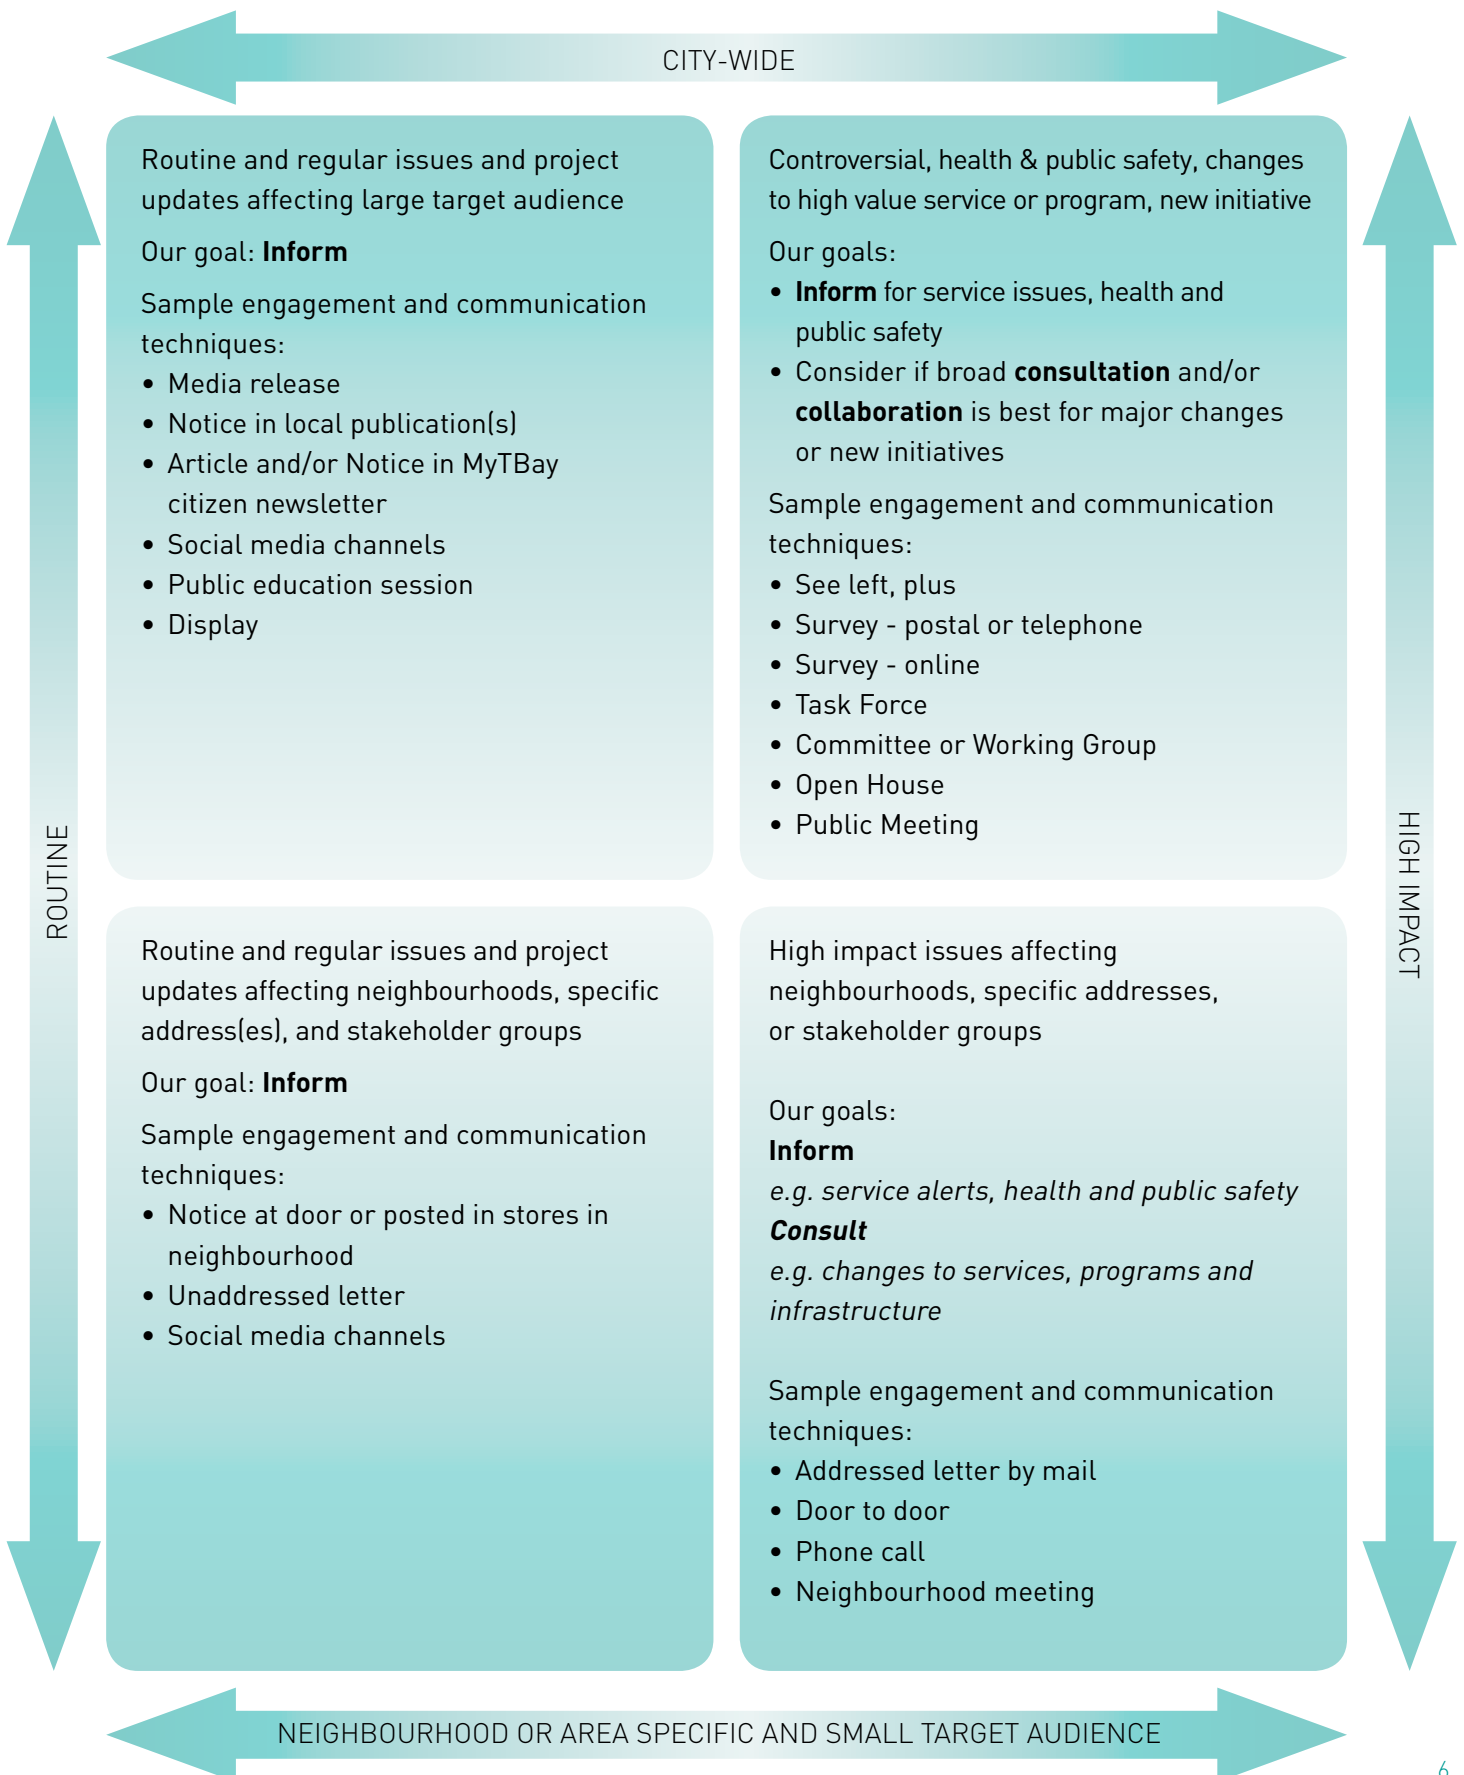 CITY-WIDE
Routine and regular issues and project
updates affecting large target audience
Our goal: Inform
Sample engagement and communication
techniques:
• Media release
• Notice in local publication(s)
• Article and/or Notice in MyTBay
citizen newsletter
• Social media channels
• Public education session
• Display
Controversial, health & public safety, changes
to high value service or program, new initiative
Our goals:
• Inform for service issues, health and
public safety
• Consider if broad consultation and/or
collaboration is best for major changes
or new initiatives
Sample engagement and communication
techniques:
• See left, plus
• Survey - postal or telephone
• Survey - online
• Task Force
• Committee or Working Group
• Open House
• Public Meeting
ROUTINE
HIGH IMPACT
Routine and regular issues and project
updates affecting neighbourhoods, specific
address(es), and stakeholder groups
Our goal: Inform
Sample engagement and communication
techniques:
• Notice at door or posted in stores in
neighbourhood
• Unaddressed letter
• Social media channels
High impact issues affecting
neighbourhoods, specific addresses,
or stakeholder groups
Our goals:
Inform
e.g. service alerts, health and public safety
Consult
e.g. changes to services, programs and
infrastructure
Sample engagement and communication
techniques:
• Addressed letter by mail
• Door to door
• Phone call
• Neighbourhood meeting
NEIGHBOURHOOD OR AREA SPECIFIC AND SMALL TARGET AUDIENCE
6